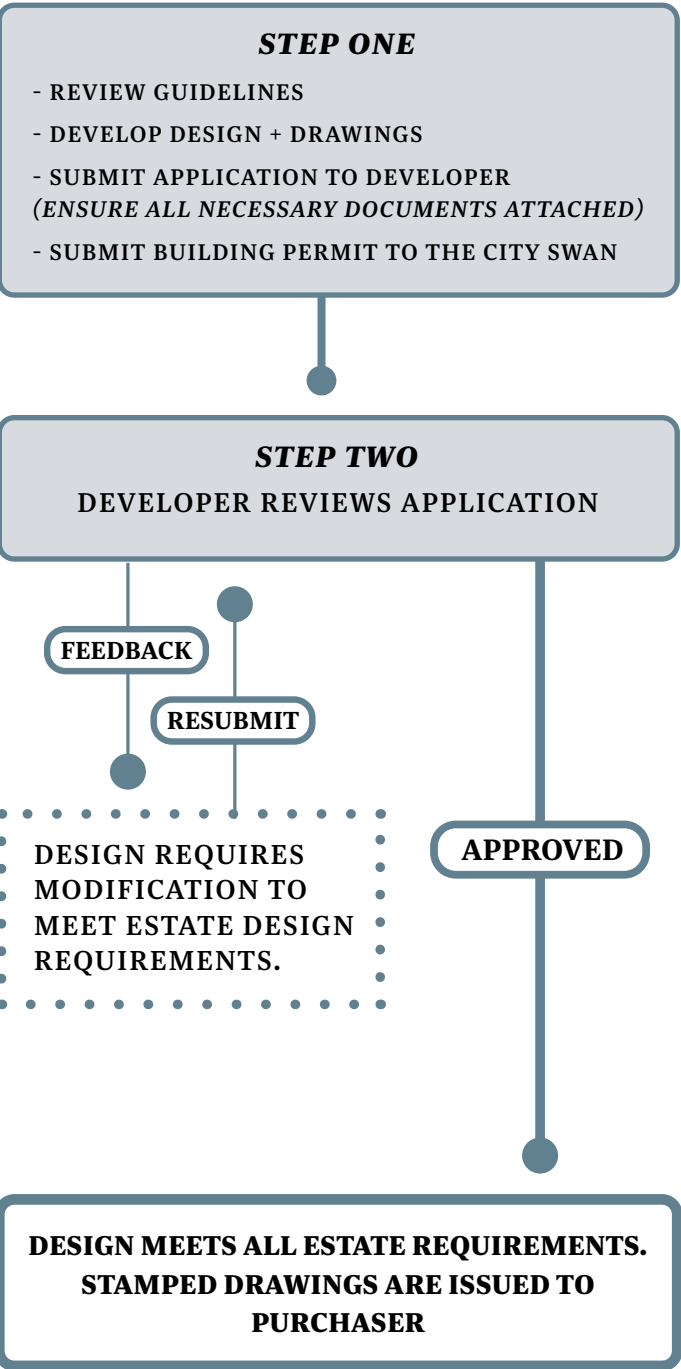 STEP ONE
- REVIEW GUIDELINES
- DEVELOP DESIGN + DRAWINGS
- SUBMIT APPLICATION TO DEVELOPER
(ENSURE ALL NECESSARY DOCUMENTS ATTACHED)
- SUBMIT BUILDING PERMIT TO THE CITY SWAN
STEP TWO
DEVELOPER REVIEWS APPLICATION
FEEDBACK
RESUBMIT
DESIGN REQUIRES
MODIFICATION TO
MEET ESTATE DESIGN
REQUIREMENTS.
APPROVED
DESIGN MEETS ALL ESTATE REQUIREMENTS.
STAMPED DRAWINGS ARE ISSUED TO
PURCHASER